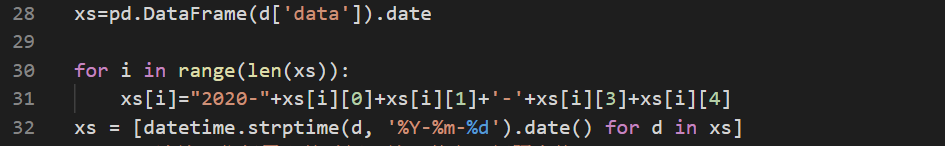 28 xs=pd.DataFrame(d['data']).date
29
30 for i in range(len(xs)):
31     xs[i]="2020-"+xs[i][0]+xs[i][1]+'-'+xs[i][3]+xs[i][4]
32 xs = [datetime.strptime(d, '%Y-%m-%d').date() for d in xs]